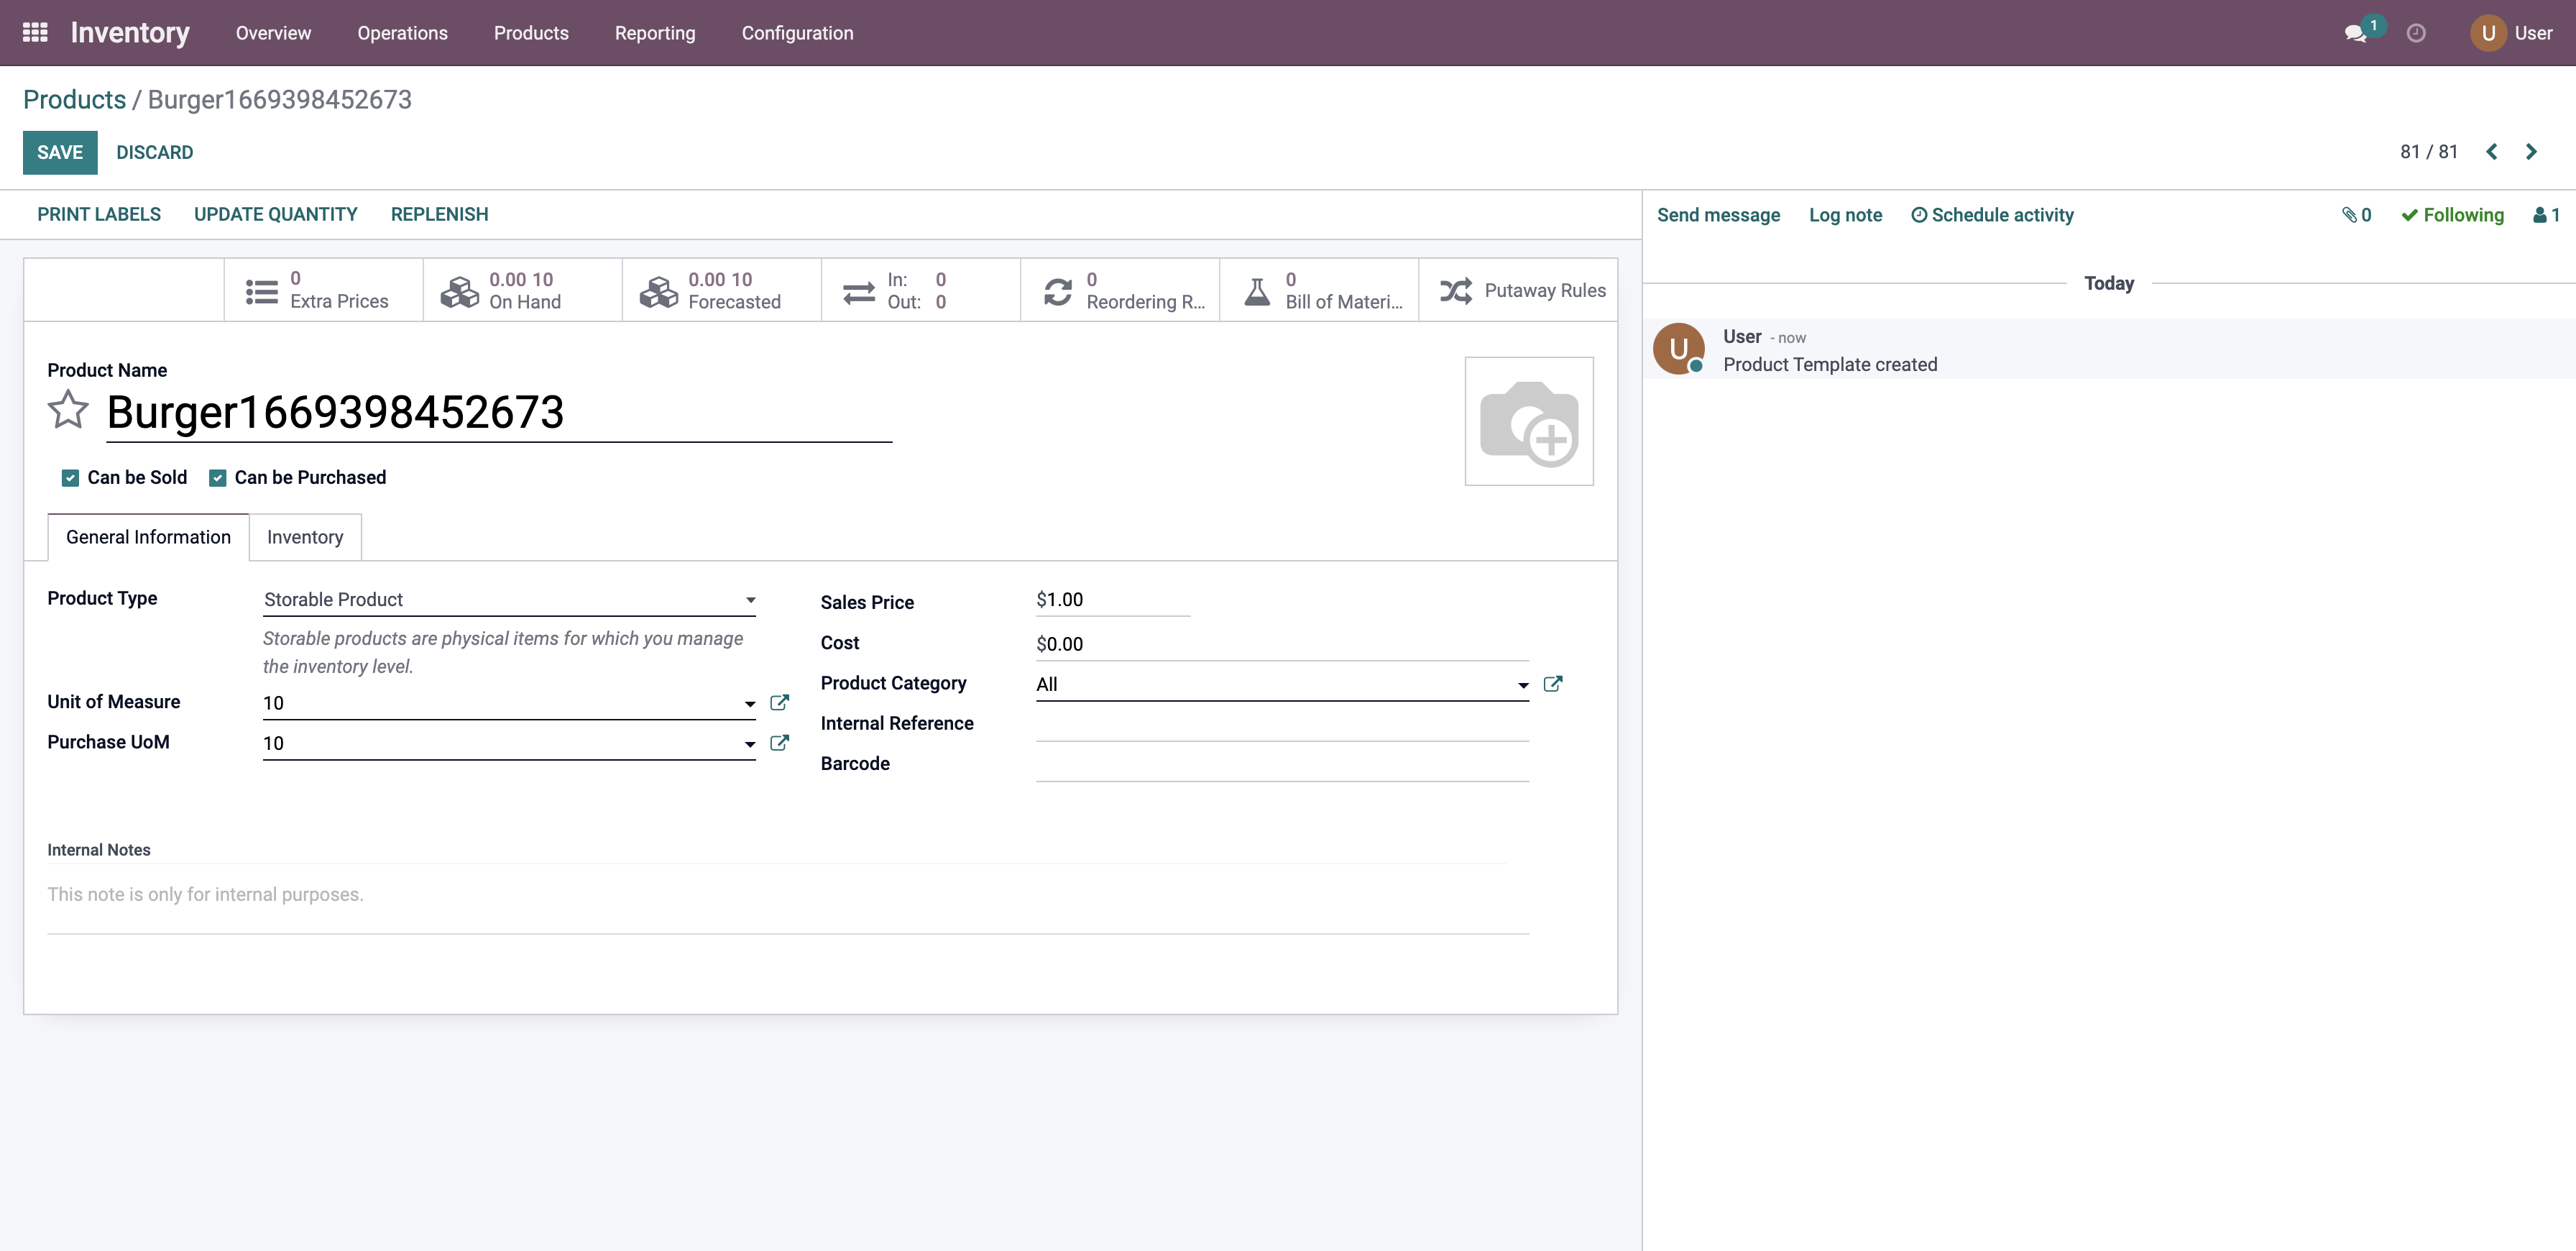 Inventory Overview Operations Products Reporting Configuration 1 U User
Products / Burger1669398452673
SAVE DISCARD 81 / 81
PRINT LABELS UPDATE QUANTITY REPLENISH
Send message Log note Schedule activity 0 Following 1
0
Extra Prices
0.00 10
On Hand
0.00 10
Forecasted
In: 0
Out: 0
0
Reordering R...
0
Bill of Materi...
Putaway Rules
Today
U
User - now
Product Template created
Product Name
Burger1669398452673
Can be Sold Can be Purchased
General Information Inventory
Product Type Storable Product
Storable products are physical items for which you manage
the inventory level.
Unit of Measure 10
Purchase UoM 10
Sales Price $1.00
Cost $0.00
Product Category All
Internal Reference
Barcode
Internal Notes
This note is only for internal purposes.